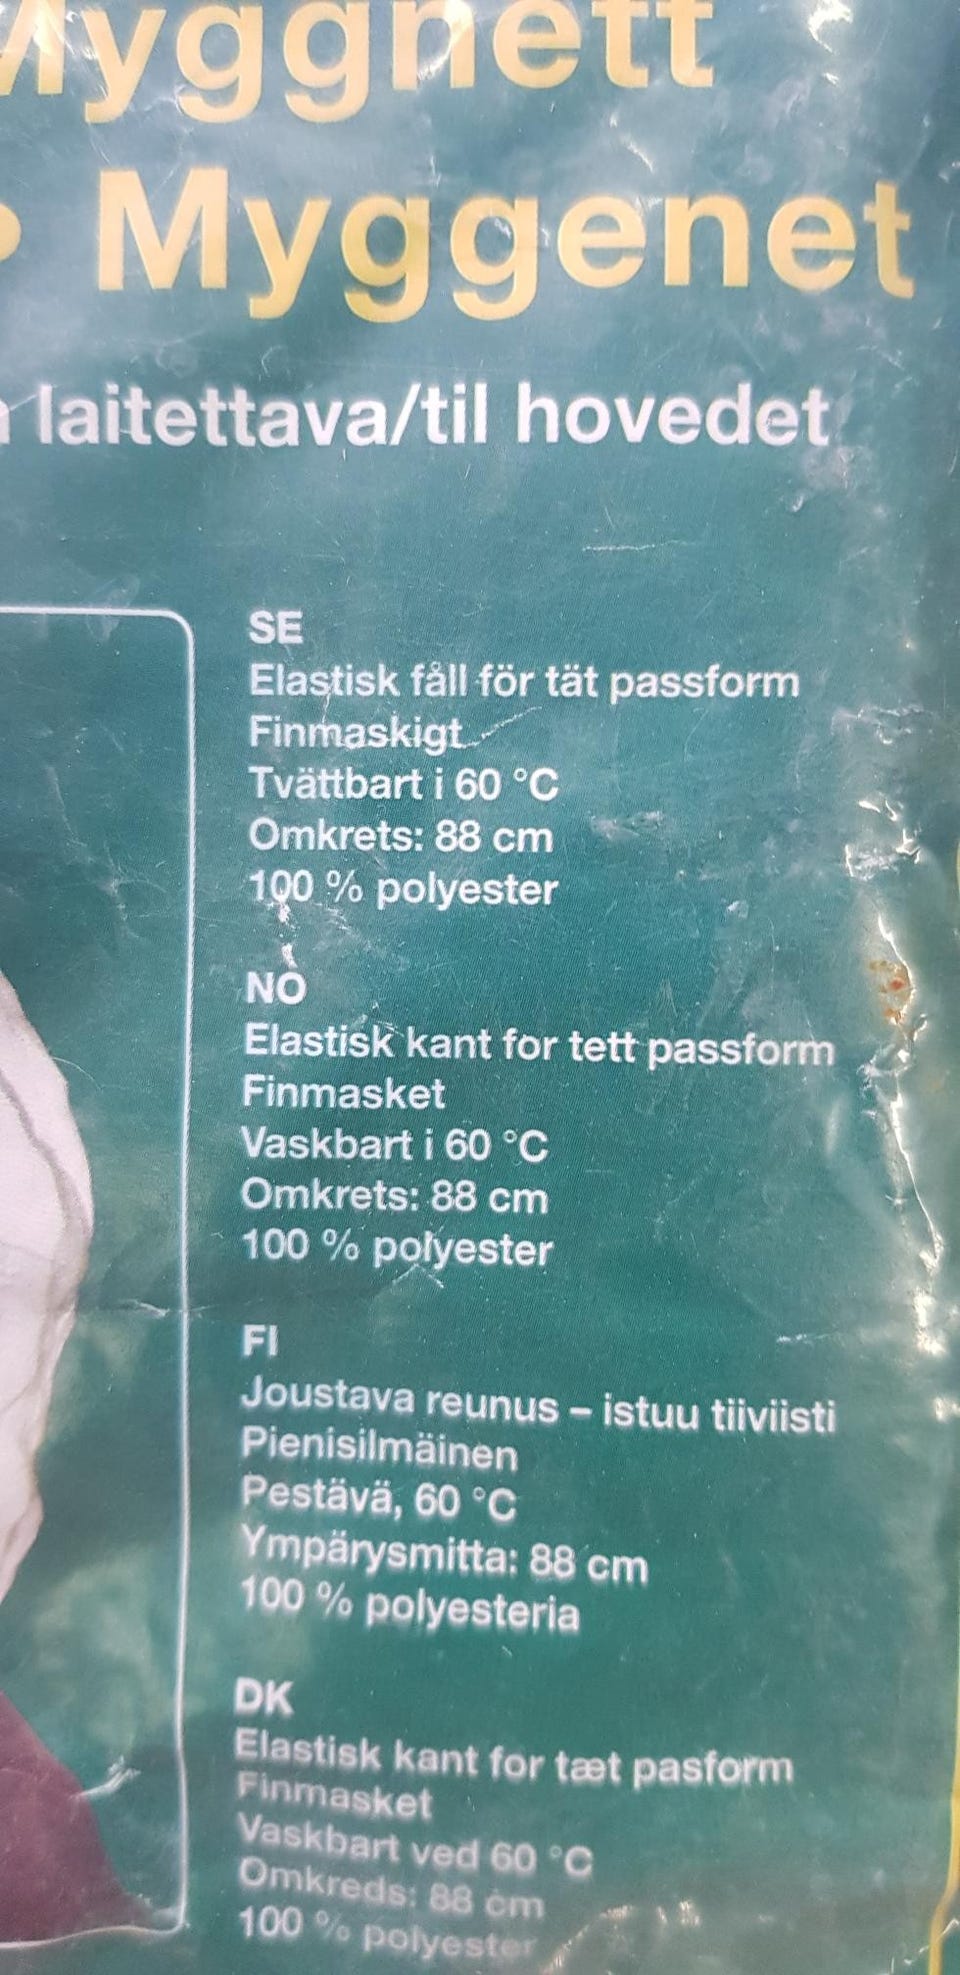 Myggnett
• Myggenet
laitettava/til hovedet
SE
Elastisk fåll för tät passform
Finmaskigt
Tvättbart i 60 °C
Omkrets: 88 cm
100 % polyester
NO
Elastisk kant for tett passform
Finmasket
Vaskbart i 60 °C
Omkrets: 88 cm
100 % polyester
FI
Joustava reunus – istuu tiiviisti
Pienisilmäinen
Pestävä, 60 °C
Ympärysmitta: 88 cm
100 % polyesteria
DK
Elastisk kant for tæt pasform
Finmasket
Vaskbart ved 60 °C
Omkreds: 88 cm
100 % polyester